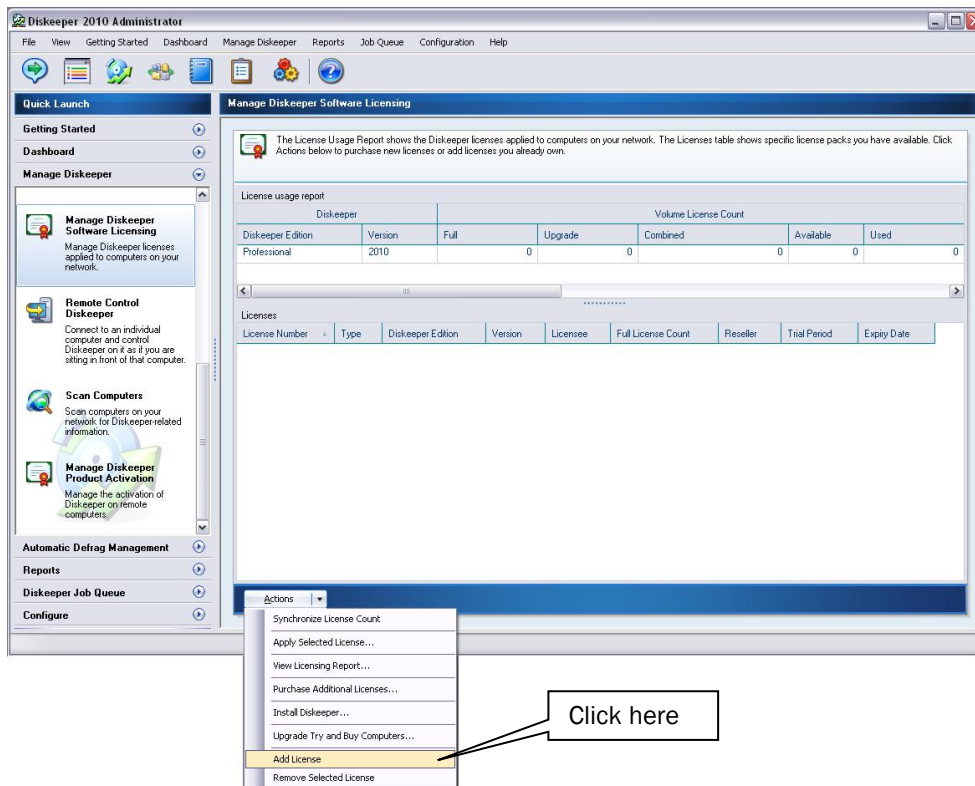 Diskeeper 2010 Administrator
File View Getting Started Dashboard Manage Diskeeper Reports Job Queue Configuration Help
Quick Launch
Getting Started
Dashboard
Manage Diskeeper
Manage Diskeeper
Software Licensing
Manage Diskeeper licenses
applied to computers on your
network.
Remote Control
Diskeeper
Connect to an individual
computer and control
Diskeeper on it as if you are
sitting in front of that computer.
Scan Computers
Scan computers on your
network for Diskeeper-related
information.
Manage Diskeeper
Product Activation
Manage the activation of
Diskeeper on remote
computers.
Automatic Defrag Management
Reports
Diskeeper Job Queue
Configure
Manage Diskeeper Software Licensing
The License Usage Report shows the Diskeeper licenses applied to computers on your network. The Licenses table shows specific license packs you have available. Click
Actions below to purchase new licenses or add licenses you already own.
License usage report
Diskeeper Volume License Count
Diskeeper Edition Version Full Upgrade Combined Available Used
Professional 2010 0 0 0 0 0
Licenses
License Number Type Diskeeper Edition Version Licensee Full License Count Reseller Trial Period Expiry Date
Actions
Synchronize License Count
Apply Selected License...
View Licensing Report...
Purchase Additional Licenses...
Install Diskeeper...
Upgrade Try and Buy Computers...
Add License
Remove Selected License
Click here